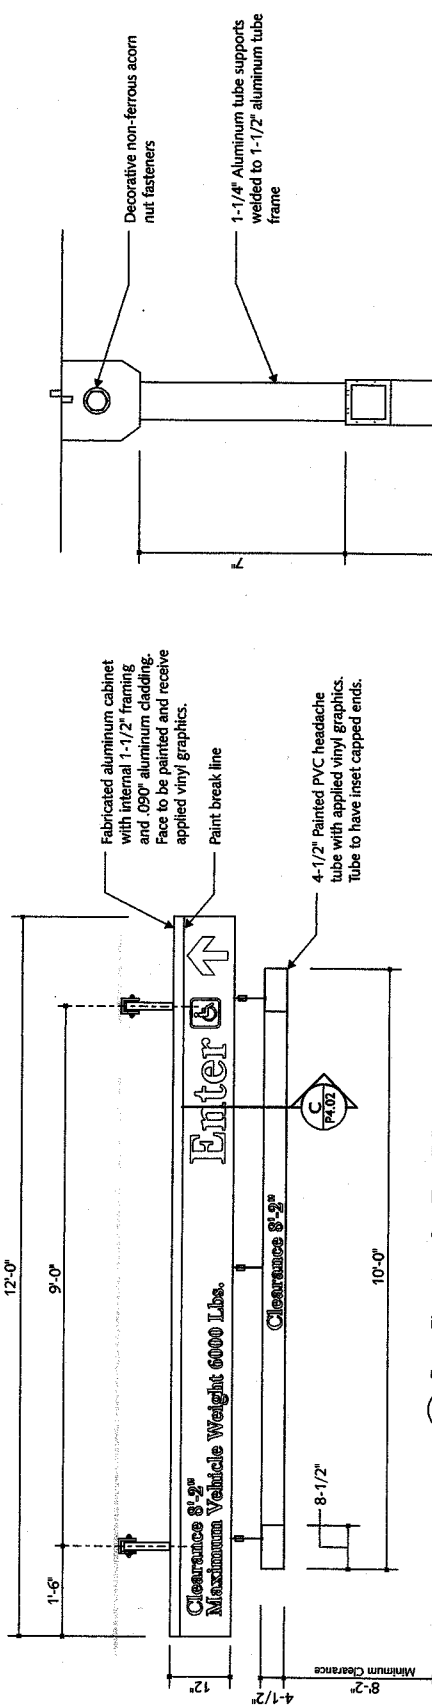 12'-0"
9'-0"
1'-6"
Fabricated aluminum cabinet
with internal 1-1/2" framing
and .090" aluminum cladding.
Face to be painted and receive
applied vinyl graphics.
Paint break line
Clearance 8'-2"
Maximum Vehicle Weight 6000 Lbs.
Enter
12"
4-1/2"
8'-2"
Minimum Clearance
Clearance 8'-2"
C
P4.02
4-1/2" Painted PVC headache
tube with applied vinyl graphics.
Tube to have inset capped ends.
8-1/2"
10'-0"
Decorative non-ferrous acorn
nut fasteners
1-1/4" Aluminum tube supports
welded to 1-1/2" aluminum tube
frame
7"